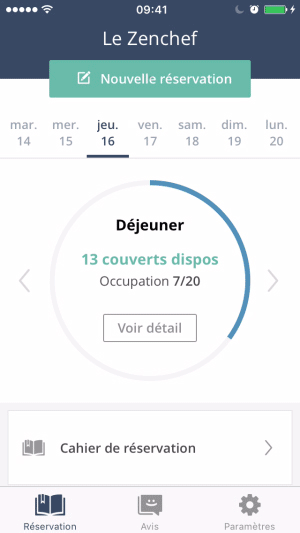 09:41
Le Zenchef
Nouvelle réservation
mar. mer. jeu. ven. sam. dim. lun.
14 15 16 17 18 19 20
Déjeuner
13 couverts dispos
Occupation 7/20
Voir détail
Cahier de réservation
Réservation Avis Paramètres